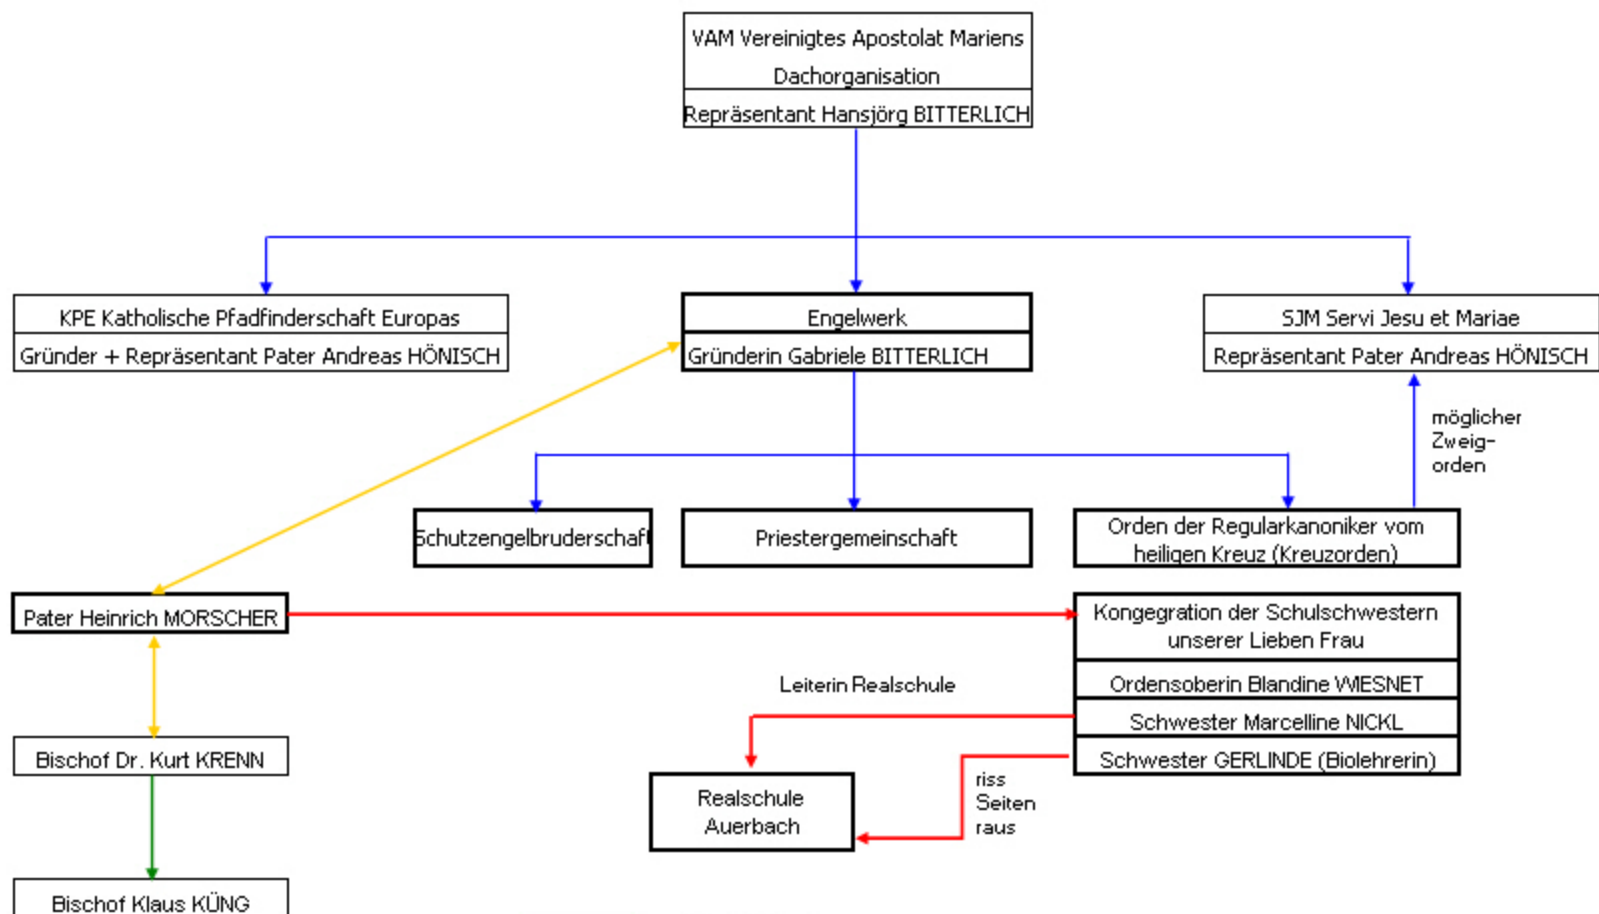 VAM Vereinigtes Apostolat Mariens
Dachorganisation
Repräsentant Hansjörg BITTERLICH
KPE Katholische Pfadfinderschaft Europas
Gründer + Repräsentant Pater Andreas HÖNISCH
Engelwerk
Gründerin Gabriele BITTERLICH
SJM Servi Jesu et Mariae
Repräsentant Pater Andreas HÖNISCH
möglicher
Zweig-
orden
Schutzengelbruderschaft
Priestergemeinschaft
Orden der Regularkanoniker vom
heiligen Kreuz (Kreuzorden)
Pater Heinrich MORSCHER
Kongegration der Schulschwestern
unserer Lieben Frau
Ordensoberin Blandine WIESNET
Schwester Marcelline NICKL
Schwester GERLINDE (Biolehrerin)
Leiterin Realschule
Bischof Dr. Kurt KRENN
Realschule
Auerbach
riss
Seiten
raus
Bischof Klaus KÜNG